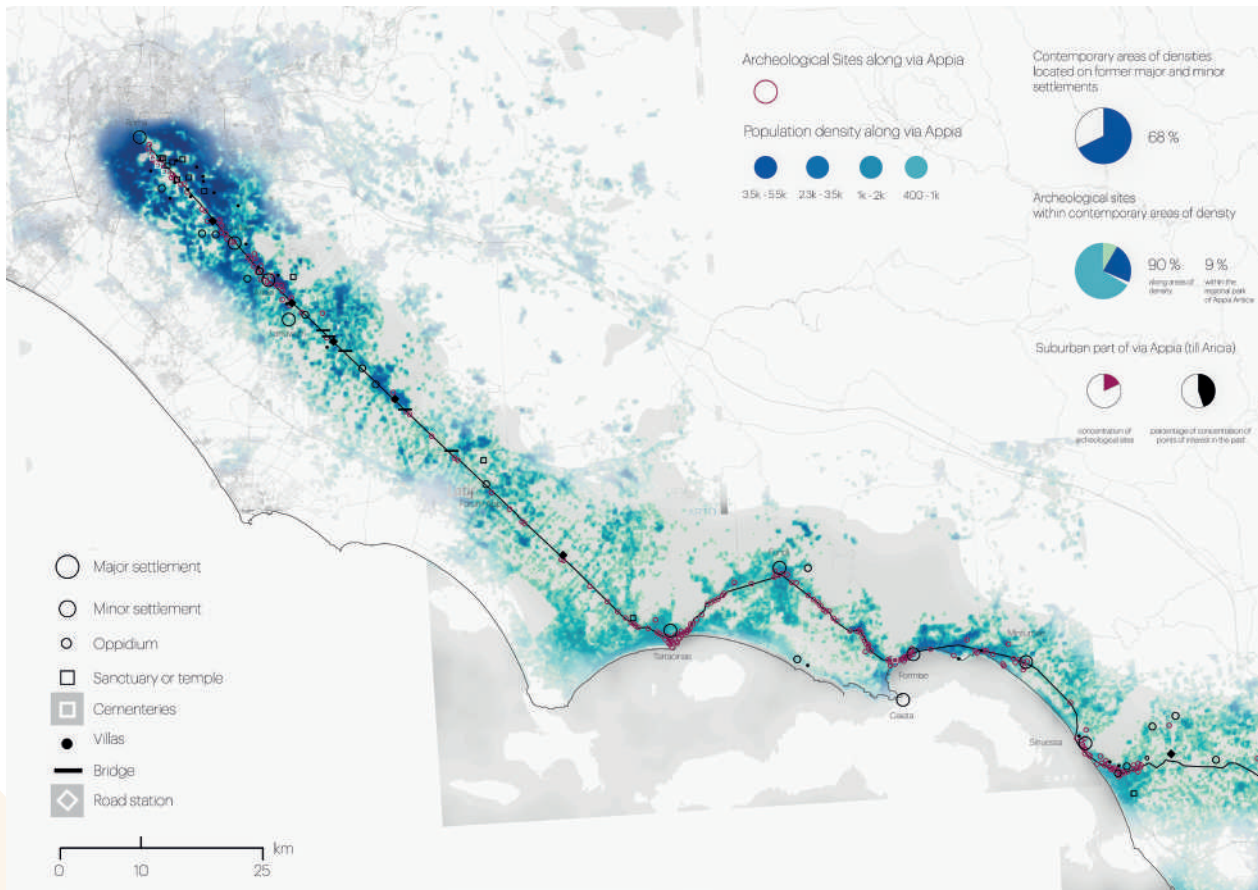 Archeological Sites along via Appia
Population density along via Appia
3.5k - 5.5k
2.3k - 3.5k
1k - 2k
400 - 1k
Contemporary areas of densities
located on former major and minor
settlements
68 %
Archeological sites
within contemporary areas of density
90 %
along areas of
density
9 %
within the
regional park
of Appia Antica
Suburban part of via Appia (till Aricia)
concentration of
archeological sites
percentage of concentration of
points of interest in the past
Tarracinas
Formiae
Caieta
Sinuessa
Major settlement
Minor settlement
Oppidium
Sanctuary or temple
Cementeries
Villas
Bridge
Road station
km
0
10
25